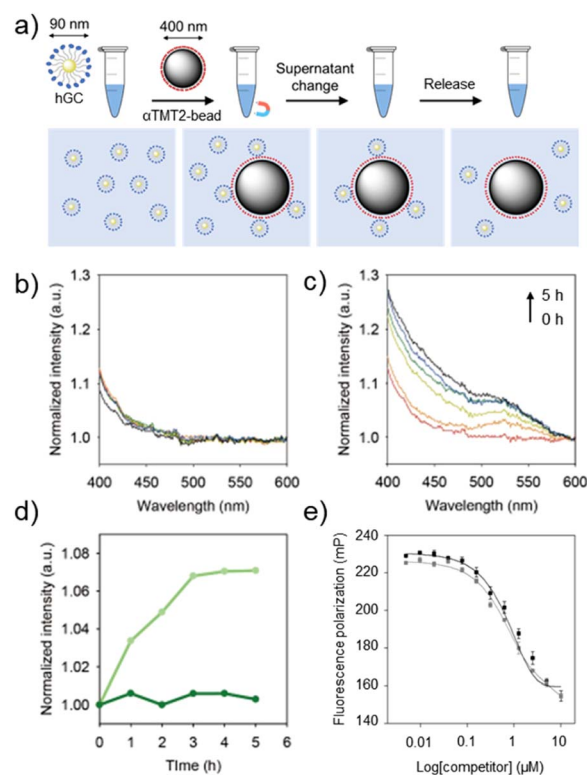 a)
90 nm
400 nm
hGC
αTMT2-bead
Supernatant
change
Release
b)
Normalized intensity (a.u.)
1.3
1.2
1.1
1.0
400 450 500 550 600
Wavelength (nm)
c)
Normalized intensity (a.u.)
1.3
1.2
1.1
1.0
5 h
0 h
400 450 500 550 600
Wavelength (nm)
d)
Normalized intensity (a.u.)
1.08
1.06
1.04
1.02
1.00
0 1 2 3 4 5 6
TIme (h)
e)
Fluorescence polarization (mP)
240
220
200
180
160
140
0.01 0.1 1 10
Log[competitor] (μM)